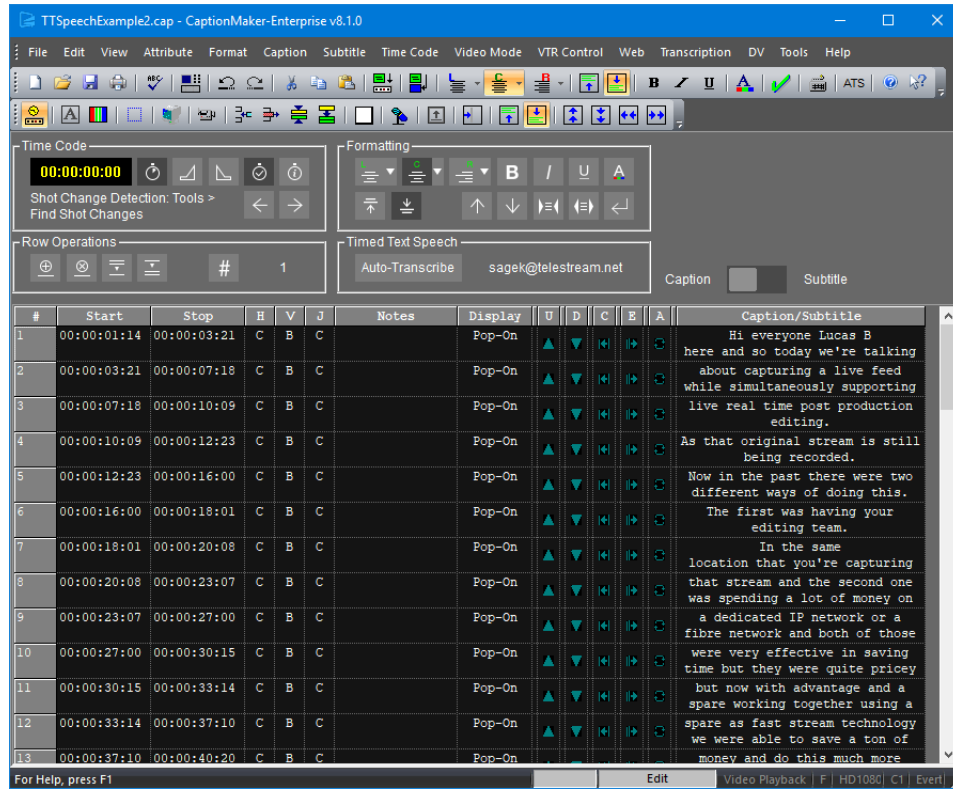 TTSpeechExample2.cap - CaptionMaker-Enterprise v8.1.0
File Edit View Attribute Format Caption Subtitle Time Code Video Mode VTR Control Web Transcription DV Tools Help
ABC L C R B I U A ATS
A
Time Code
00:00:00:00
Shot Change Detection: Tools >
Find Shot Changes
Formatting
L C R B I U A
Row Operations
# 1
Timed Text Speech
Auto-Transcribe sagek@telestream.net
Caption Subtitle
# Start Stop H V J Notes Display U D C E A Caption/Subtitle
1 00:00:01:14 00:00:03:21 C B C Pop-On Hi everyone Lucas B
here and so today we're talking
2 00:00:03:21 00:00:07:18 C B C Pop-On about capturing a live feed
while simultaneously supporting
3 00:00:07:18 00:00:10:09 C B C Pop-On live real time post production
editing.
4 00:00:10:09 00:00:12:23 C B C Pop-On As that original stream is still
being recorded.
5 00:00:12:23 00:00:16:00 C B C Pop-On Now in the past there were two
different ways of doing this.
6 00:00:16:00 00:00:18:01 C B C Pop-On The first was having your
editing team.
7 00:00:18:01 00:00:20:08 C B C Pop-On In the same
location that you're capturing
8 00:00:20:08 00:00:23:07 C B C Pop-On that stream and the second one
was spending a lot of money on
9 00:00:23:07 00:00:27:00 C B C Pop-On a dedicated IP network or a
fibre network and both of those
10 00:00:27:00 00:00:30:15 C B C Pop-On were very effective in saving
time but they were quite pricey
11 00:00:30:15 00:00:33:14 C B C Pop-On but now with advantage and a
spare working together using a
12 00:00:33:14 00:00:37:10 C B C Pop-On spare as fast stream technology
we were able to save a ton of
13 00:00:37:10 00:00:40:20 C B C Pop-On money and do this much more
For Help, press F1 Edit Video Playback F HD1080 C1 Evert